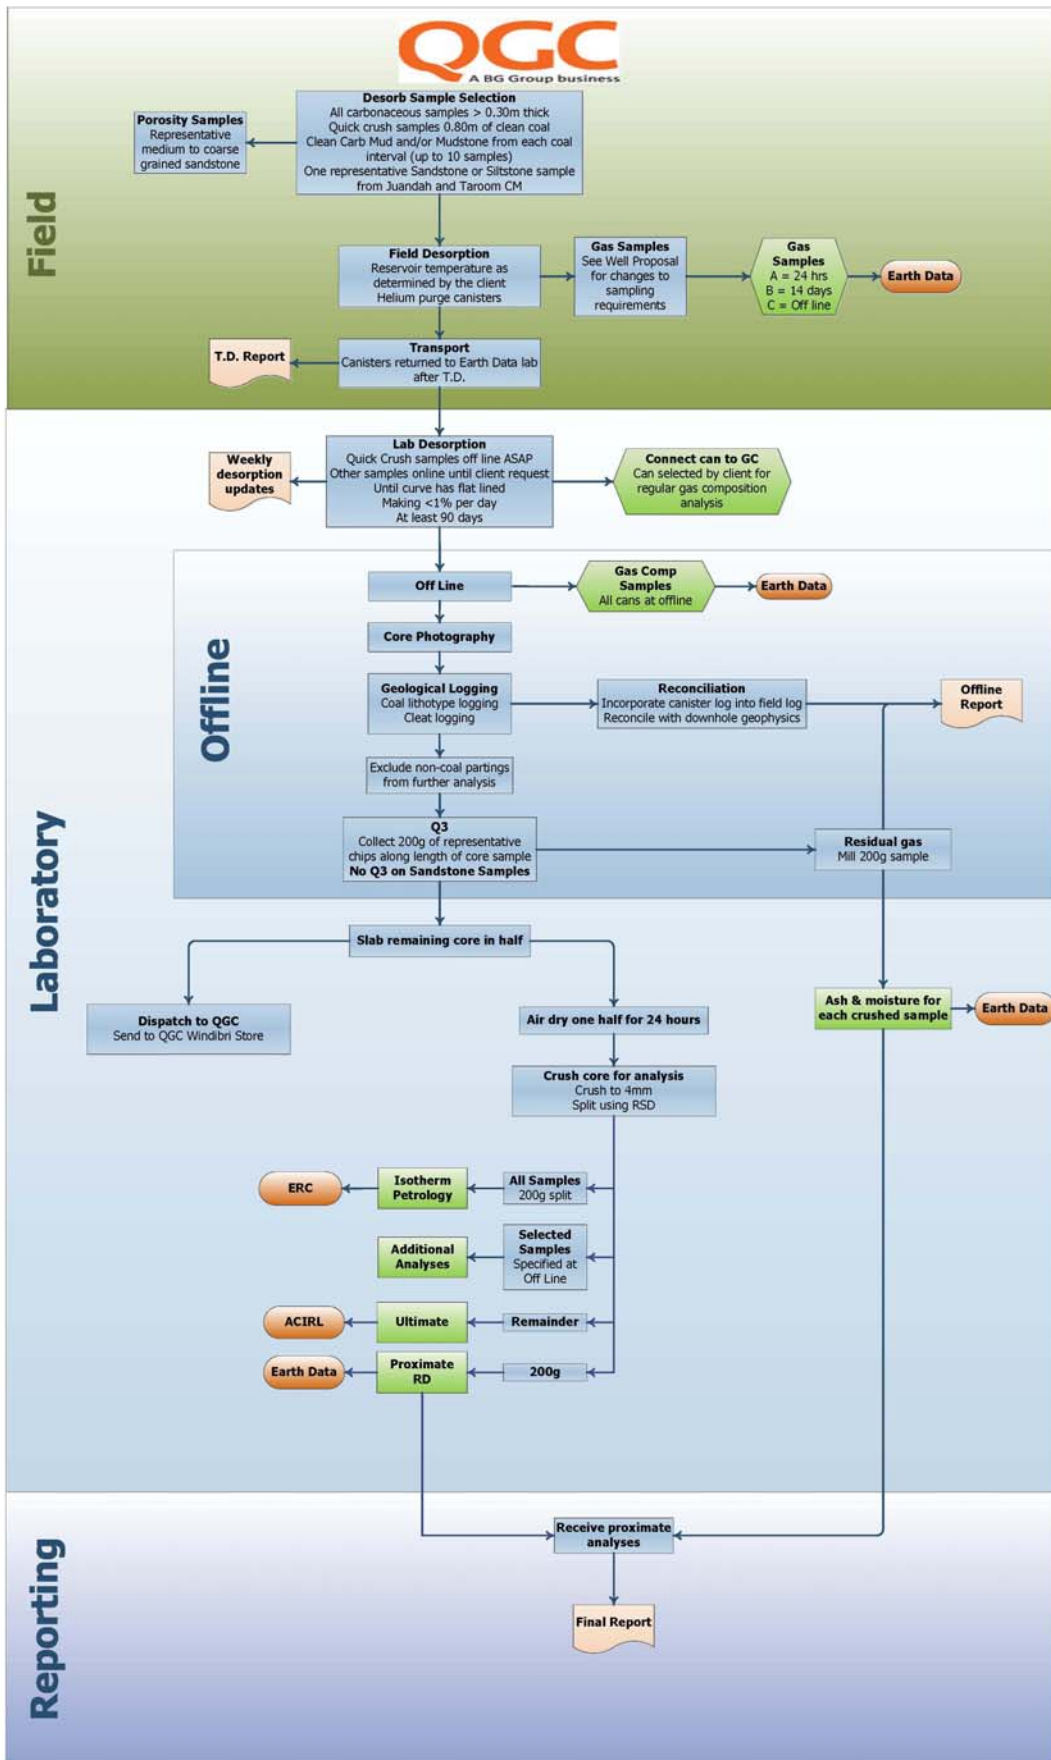 QGC
A BG Group business
Field
Desorb Sample Selection
All carbonaceous samples > 0.30m thick
Quick crush samples 0.80m of clean coal
Clean Carb Mud and/or Mudstone from each coal
interval (up to 10 samples)
One representative Sandstone or Siltstone sample
from Juandah and Taroom CM
Porosity Samples
Representative
medium to coarse
grained sandstone
Field Desorption
Reservoir temperature as
determined by the client
Helium purge canisters
Gas Samples
See Well Proposal
for changes to
sampling
requirements
Gas
Samples
A = 24 hrs
B = 14 days
C = Off line
Earth Data
T.D. Report
Transport
Canisters returned to Earth Data lab
after T.D.
Laboratory
Weekly
desorption
updates
Lab Desorption
Quick Crush samples off line ASAP
Other samples online until client request
Until curve has flat lined
Making <1% per day
At least 90 days
Connect can to GC
Can selected by client for
regular gas composition
analysis
Offline
Off Line
Gas Comp
Samples
All cans at offline
Earth Data
Core Photography
Geological Logging
Coal lithotype logging
Cleat logging
Reconciliation
Incorporate canister log into field log
Reconcile with downhole geophysics
Offline
Report
Exclude non-coal partings
from further analysis
Q3
Collect 200g of representative
chips along length of core sample
No Q3 on Sandstone Samples
Residual gas
Mill 200g sample
Slab remaining core in half
Dispatch to QGC
Send to QGC Windibri Store
Air dry one half for 24 hours
Ash & moisture for
each crushed sample
Earth Data
Crush core for analysis
Crush to 4mm
Split using RSD
ERC
Isotherm
Petrology
All Samples
200g split
Additional
Analyses
Selected
Samples
Specified at
Off Line
ACIRL
Ultimate
Remainder
Earth Data
Proximate
RD
200g
Reporting
Receive proximate
analyses
Final Report